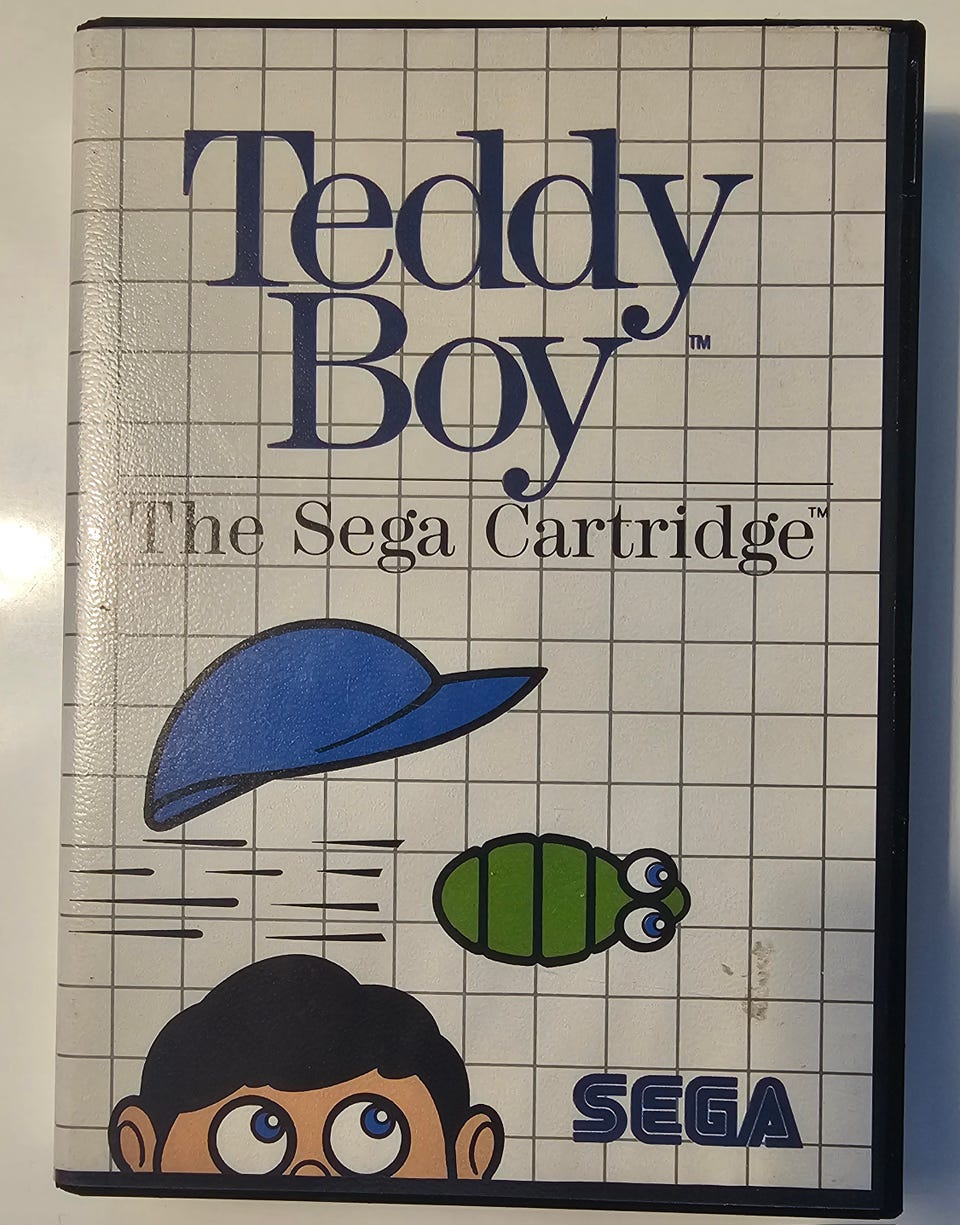 Teddy
Boy™
The Sega Cartridge™
SEGA